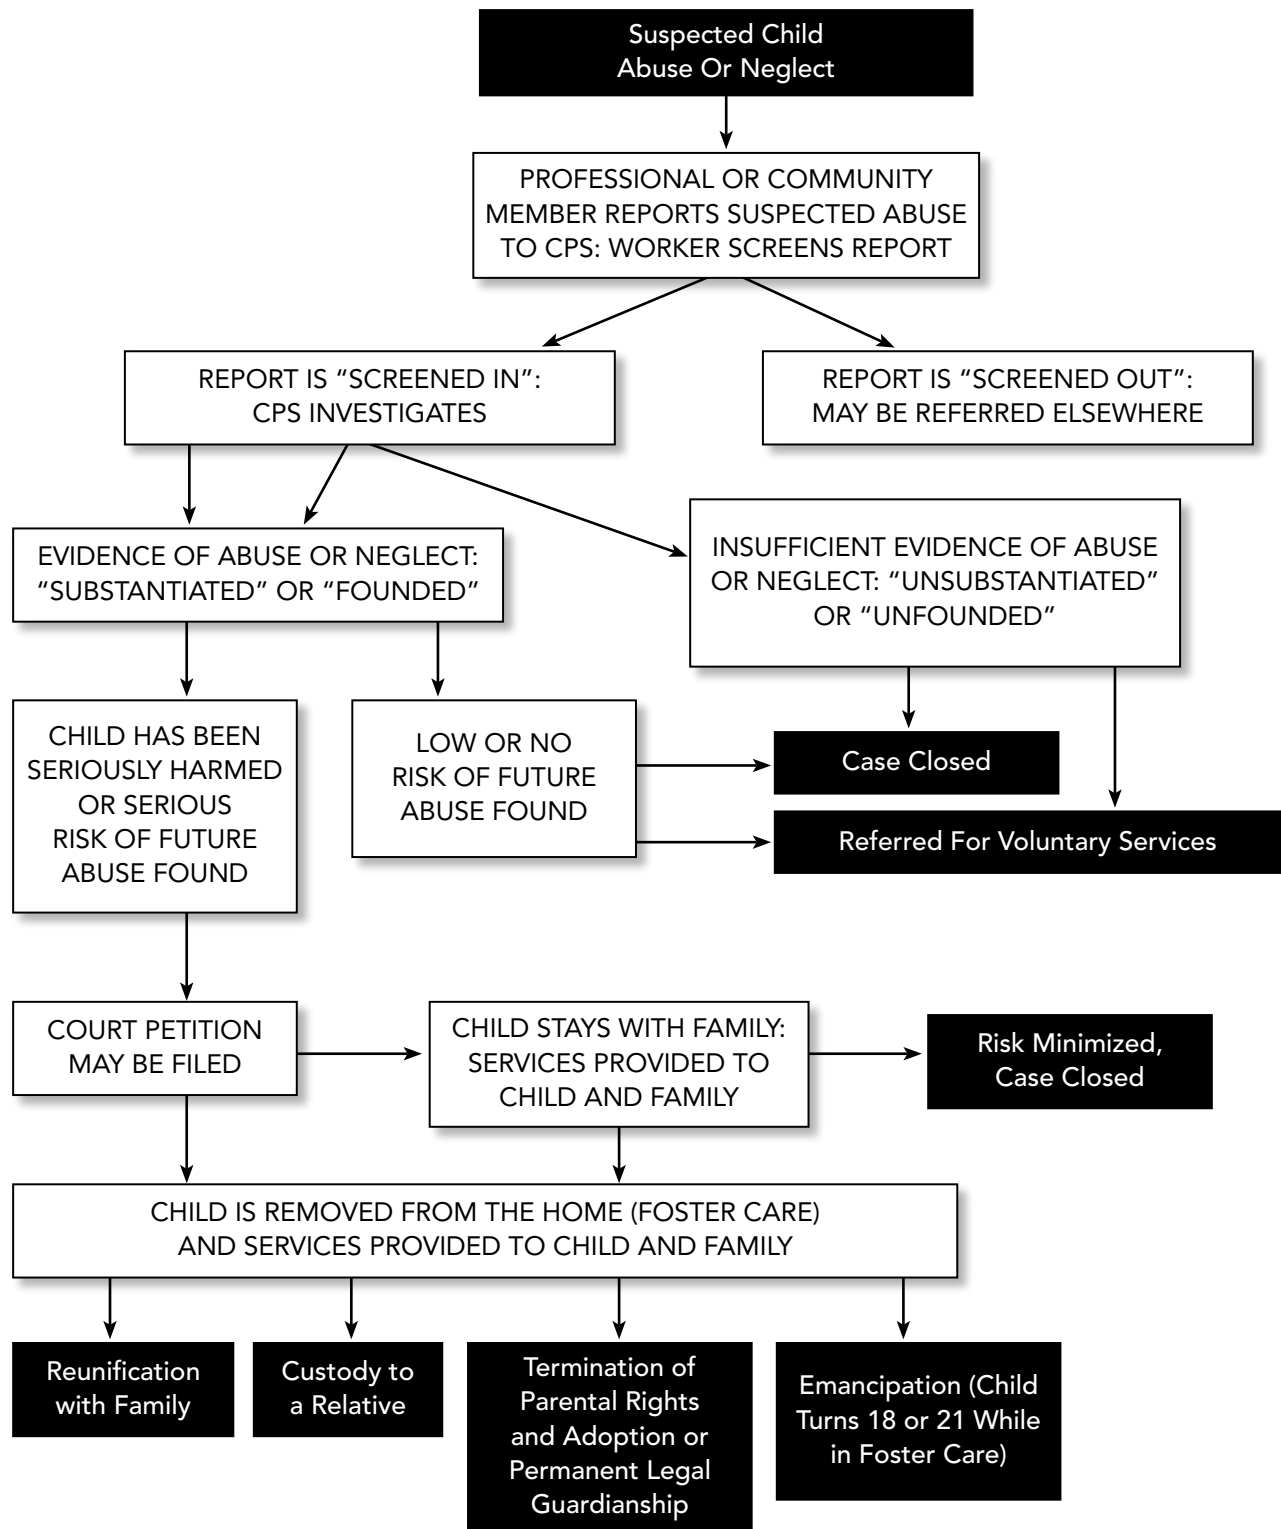 Suspected Child
Abuse Or Neglect
PROFESSIONAL OR COMMUNITY
MEMBER REPORTS SUSPECTED ABUSE
TO CPS: WORKER SCREENS REPORT
REPORT IS “SCREENED IN”:
CPS INVESTIGATES
REPORT IS “SCREENED OUT”:
MAY BE REFERRED ELSEWHERE
EVIDENCE OF ABUSE OR NEGLECT:
“SUBSTANTIATED” OR “FOUNDED”
INSUFFICIENT EVIDENCE OF ABUSE
OR NEGLECT: “UNSUBSTANTIATED”
OR “UNFOUNDED”
CHILD HAS BEEN
SERIOUSLY HARMED
OR SERIOUS
RISK OF FUTURE
ABUSE FOUND
LOW OR NO
RISK OF FUTURE
ABUSE FOUND
Case Closed
Referred For Voluntary Services
COURT PETITION
MAY BE FILED
CHILD STAYS WITH FAMILY:
SERVICES PROVIDED TO
CHILD AND FAMILY
Risk Minimized,
Case Closed
CHILD IS REMOVED FROM THE HOME (FOSTER CARE)
AND SERVICES PROVIDED TO CHILD AND FAMILY
Reunification
with Family
Custody to
a Relative
Termination of
Parental Rights
and Adoption or
Permanent Legal
Guardianship
Emancipation (Child
Turns 18 or 21 While
in Foster Care)